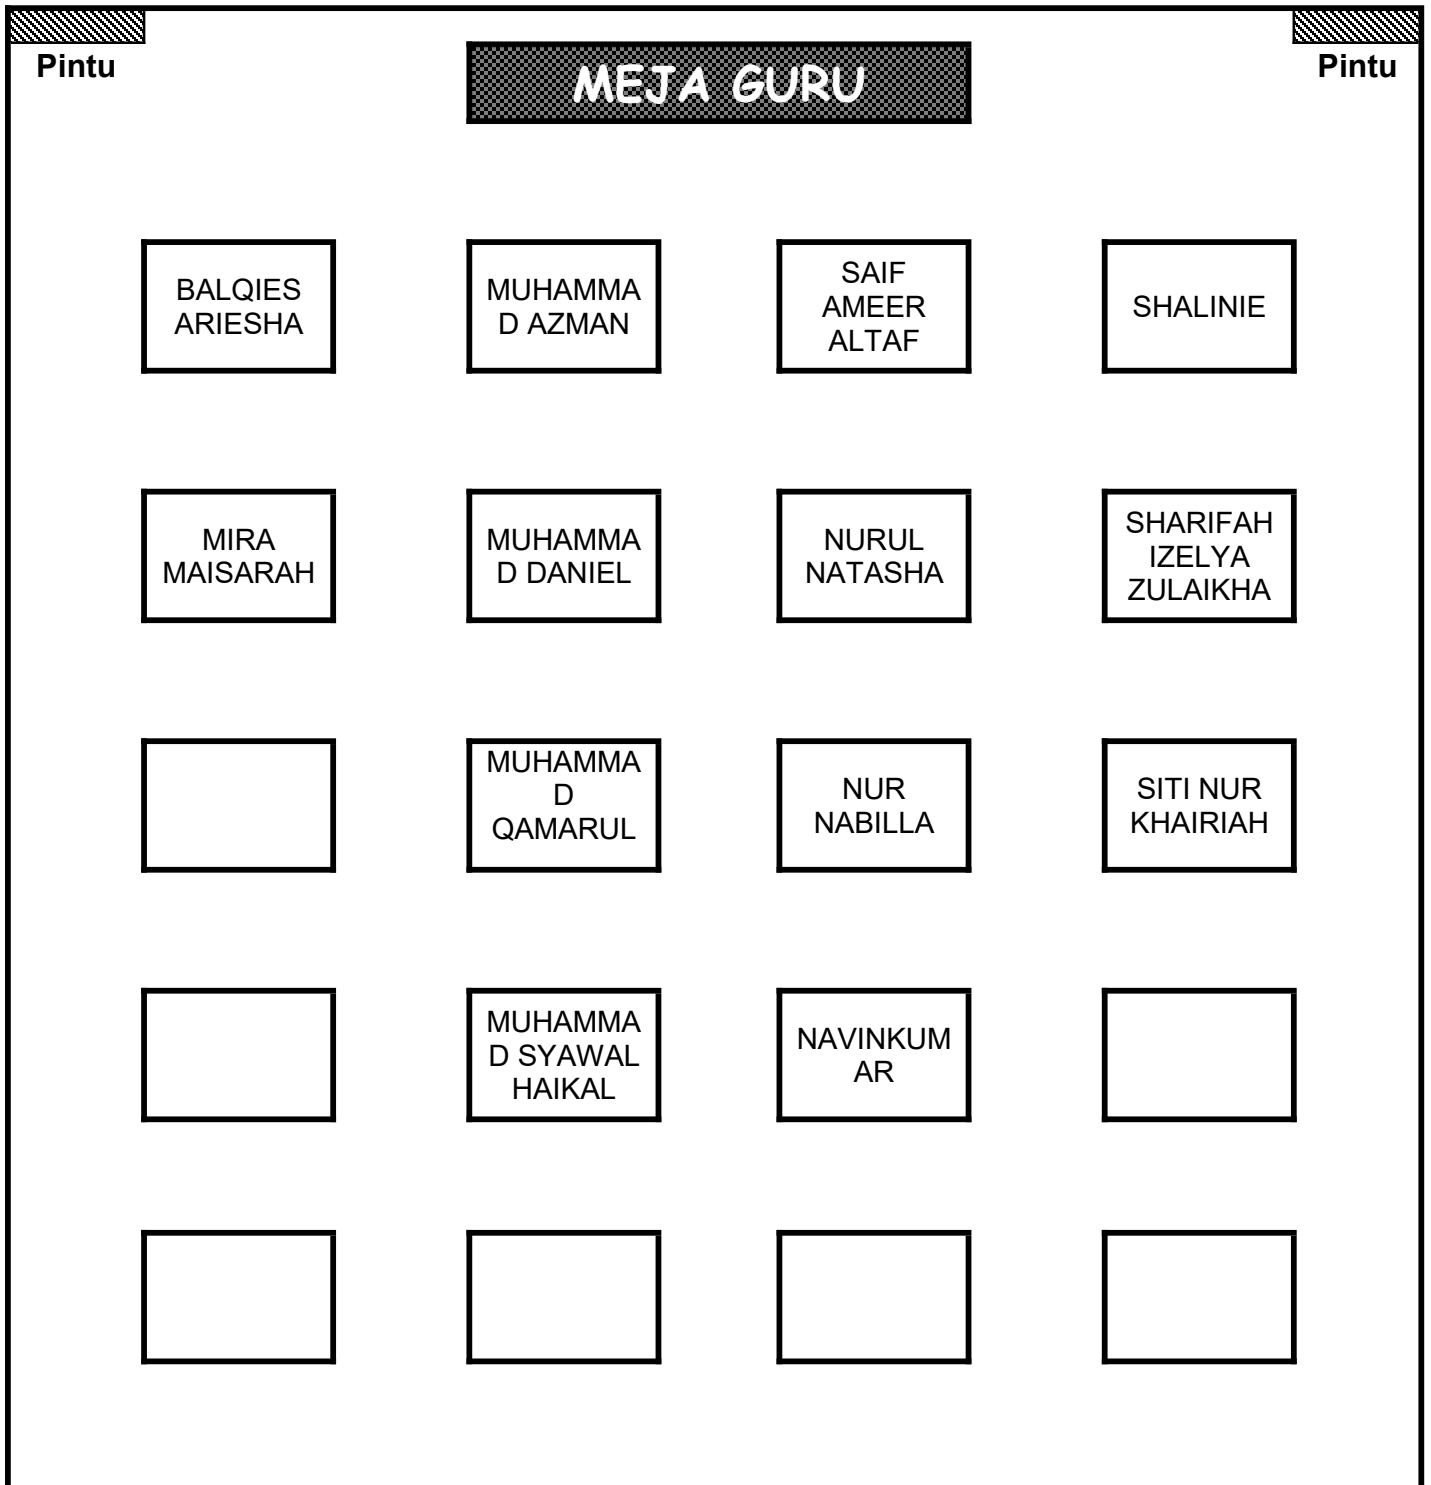 Pintu
MEJA GURU
Pintu
BALQIES
ARIESHA
MUHAMMA
D AZMAN
SAIF
AMEER
ALTAF
SHALINIE
MIRA
MAISARAH
MUHAMMA
D DANIEL
NURUL
NATASHA
SHARIFAH
IZELYA
ZULAIKHA
MUHAMMA
D
QAMARUL
NUR
NABILLA
SITI NUR
KHAIRIAH
MUHAMMA
D SYAWAL
HAIKAL
NAVINKUM
AR